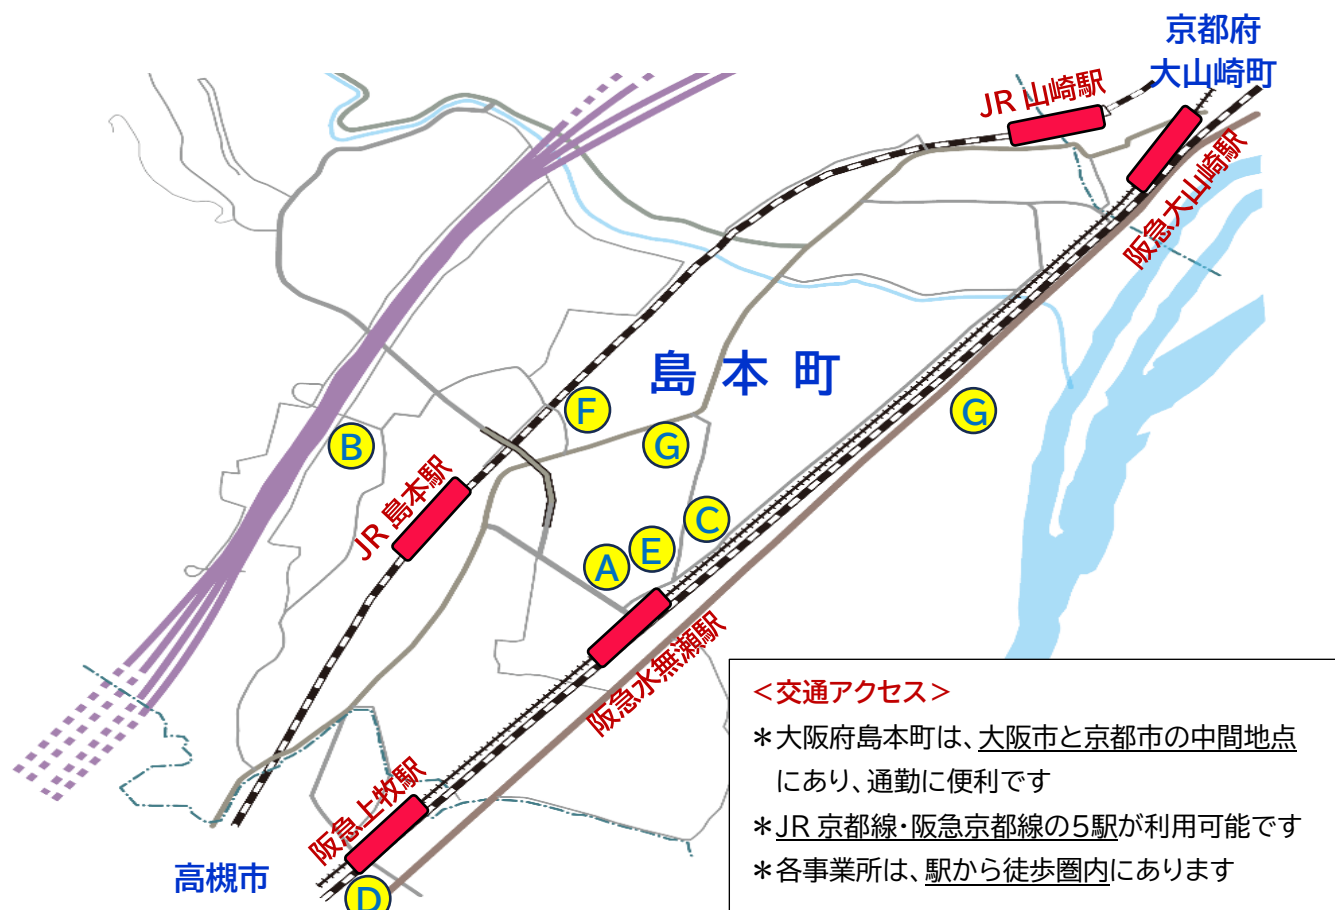 京都府
大山崎町
JR 山崎駅
阪急大山崎駅
島本町
F
G
G
B
JR 島本駅
C
E
A
阪急水無瀬駅
阪急上牧駅
高槻市
D
<交通アクセス>
*大阪府島本町は、大阪市と京都市の中間地点
にあり、通勤に便利です
*JR 京都線・阪急京都線の5駅が利用可能です
*各事業所は、駅から徒歩圏内にあります